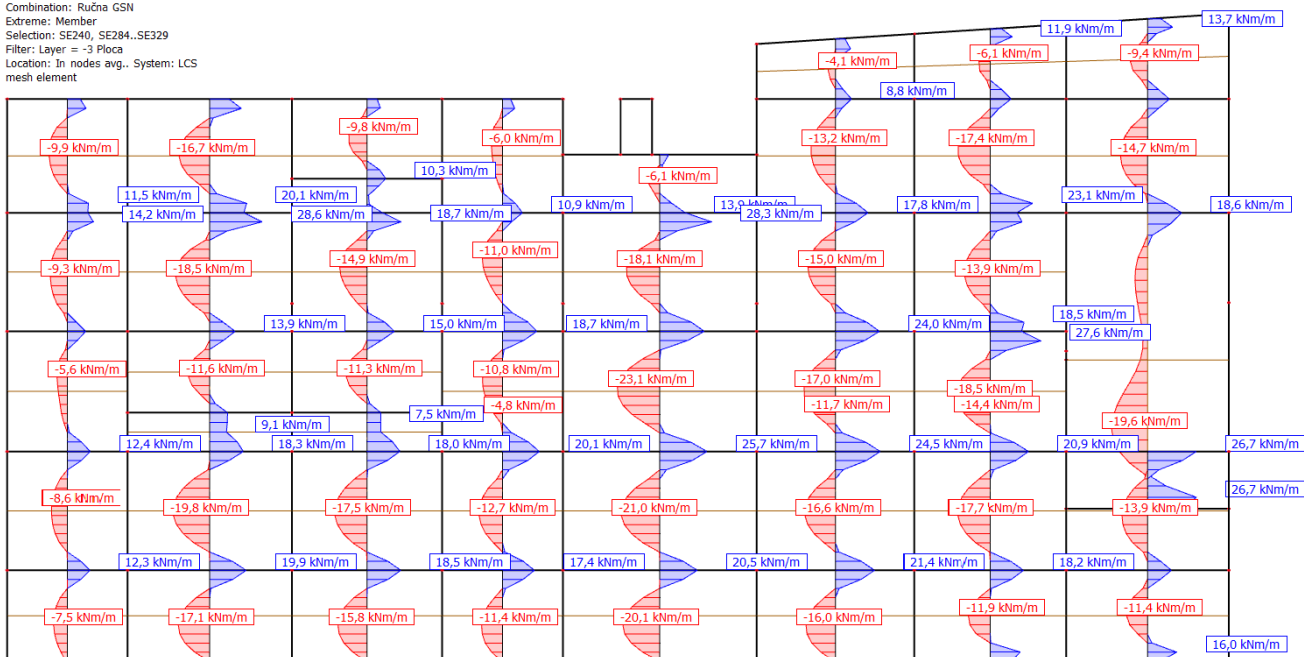 Combination: Ručna GSN
Extreme: Member
Selection: SE240, SE284..SE329
Filter: Layer = -3 Ploca
Location: In nodes avg.. System: LCS
mesh element
13,7 kNm/m
11,9 kNm/m
-4,1 kNm/m
-6,1 kNm/m
-9,4 kNm/m
8,8 kNm/m
-9,8 kNm/m
-9,9 kNm/m
-16,7 kNm/m
-6,0 kNm/m
-13,2 kNm/m
-17,4 kNm/m
-14,7 kNm/m
10,3 kNm/m
-6,1 kNm/m
11,5 kNm/m
20,1 kNm/m
23,1 kNm/m
14,2 kNm/m
28,6 kNm/m
18,7 kNm/m
10,9 kNm/m
28,3 kNm/m
17,8 kNm/m
18,6 kNm/m
-9,3 kNm/m
-18,5 kNm/m
-14,9 kNm/m
-11,0 kNm/m
-18,1 kNm/m
-15,0 kNm/m
-13,9 kNm/m
13,9 kNm/m
15,0 kNm/m
18,7 kNm/m
24,0 kNm/m
18,5 kNm/m
27,6 kNm/m
-5,6 kNm/m
-11,6 kNm/m
-11,3 kNm/m
-10,8 kNm/m
-23,1 kNm/m
-17,0 kNm/m
-18,5 kNm/m
-4,8 kNm/m
-11,7 kNm/m
-14,4 kNm/m
7,5 kNm/m
9,1 kNm/m
-19,6 kNm/m
12,4 kNm/m
18,3 kNm/m
18,0 kNm/m
20,1 kNm/m
25,7 kNm/m
24,5 kNm/m
20,9 kNm/m
26,7 kNm/m
26,7 kNm/m
-19,8 kNm/m
-17,5 kNm/m
-12,7 kNm/m
-21,0 kNm/m
-16,6 kNm/m
-17,7 kNm/m
-13,9 kNm/m
12,3 kNm/m
19,9 kNm/m
18,5 kNm/m
17,4 kNm/m
20,5 kNm/m
21,4 kNm/m
18,2 kNm/m
-7,5 kNm/m
-17,1 kNm/m
-15,8 kNm/m
-11,4 kNm/m
-20,1 kNm/m
-16,0 kNm/m
-11,9 kNm/m
-11,4 kNm/m
16,0 kNm/m